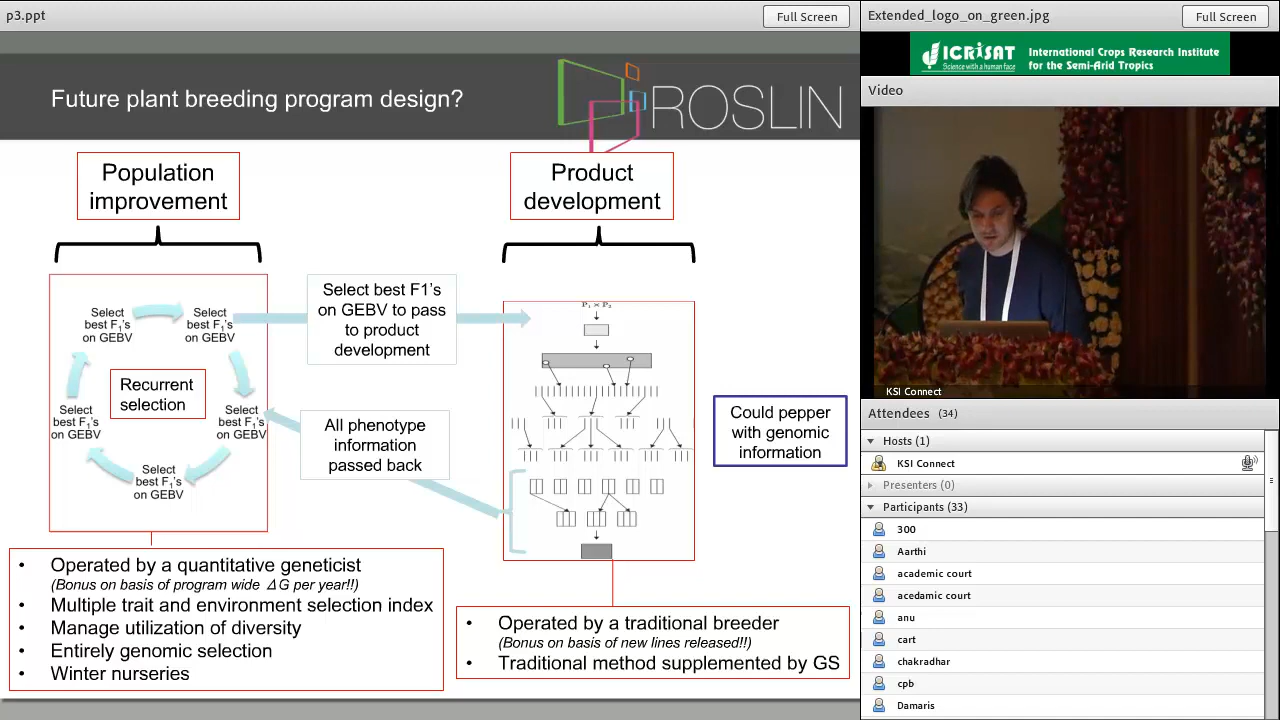 p3.ppt
Full Screen
Extended_logo_on_green.jpg
Full Screen
ICRISAT
Science with a human face
International Crops Research Institute
for the Semi-Arid Tropics
Future plant breeding program design?
ROSLIN
Video
KSI Connect
Population
improvement
Product
development
Select
best F1's
on GEBV
Select
best F1's
on GEBV
Select
best F1's
on GEBV
Select
best F1's
on GEBV
Select
best F1's
on GEBV
Recurrent
selection
Select best F1's
on GEBV to pass
to product
development
All phenotype
information
passed back
P1 × P2
Could pepper
with genomic
information
• Operated by a quantitative geneticist
(Bonus on basis of program wide ΔG per year!!)
• Multiple trait and environment selection index
• Manage utilization of diversity
• Entirely genomic selection
• Winter nurseries
• Operated by a traditional breeder
(Bonus on basis of new lines released!!)
• Traditional method supplemented by GS
Attendees (34)
Hosts (1)
KSI Connect
Presenters (0)
Participants (33)
300
Aarthi
academic court
acedamic court
anu
cart
chakradhar
cpb
Damaris